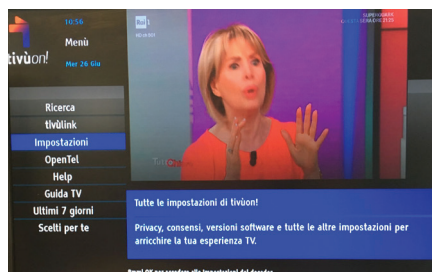 10:56
Menù
tivùon!
Mer 26 Giu
Rai 1
Ricerca
tivùlink
Impostazioni
OpenTel
Help
Guida TV
Ultimi 7 giorni
Scelti per te
Tutte le impostazioni di tivùon!
Privacy, consensi, versioni software e tutte le altre impostazioni per
arricchire la tua esperienza TV.